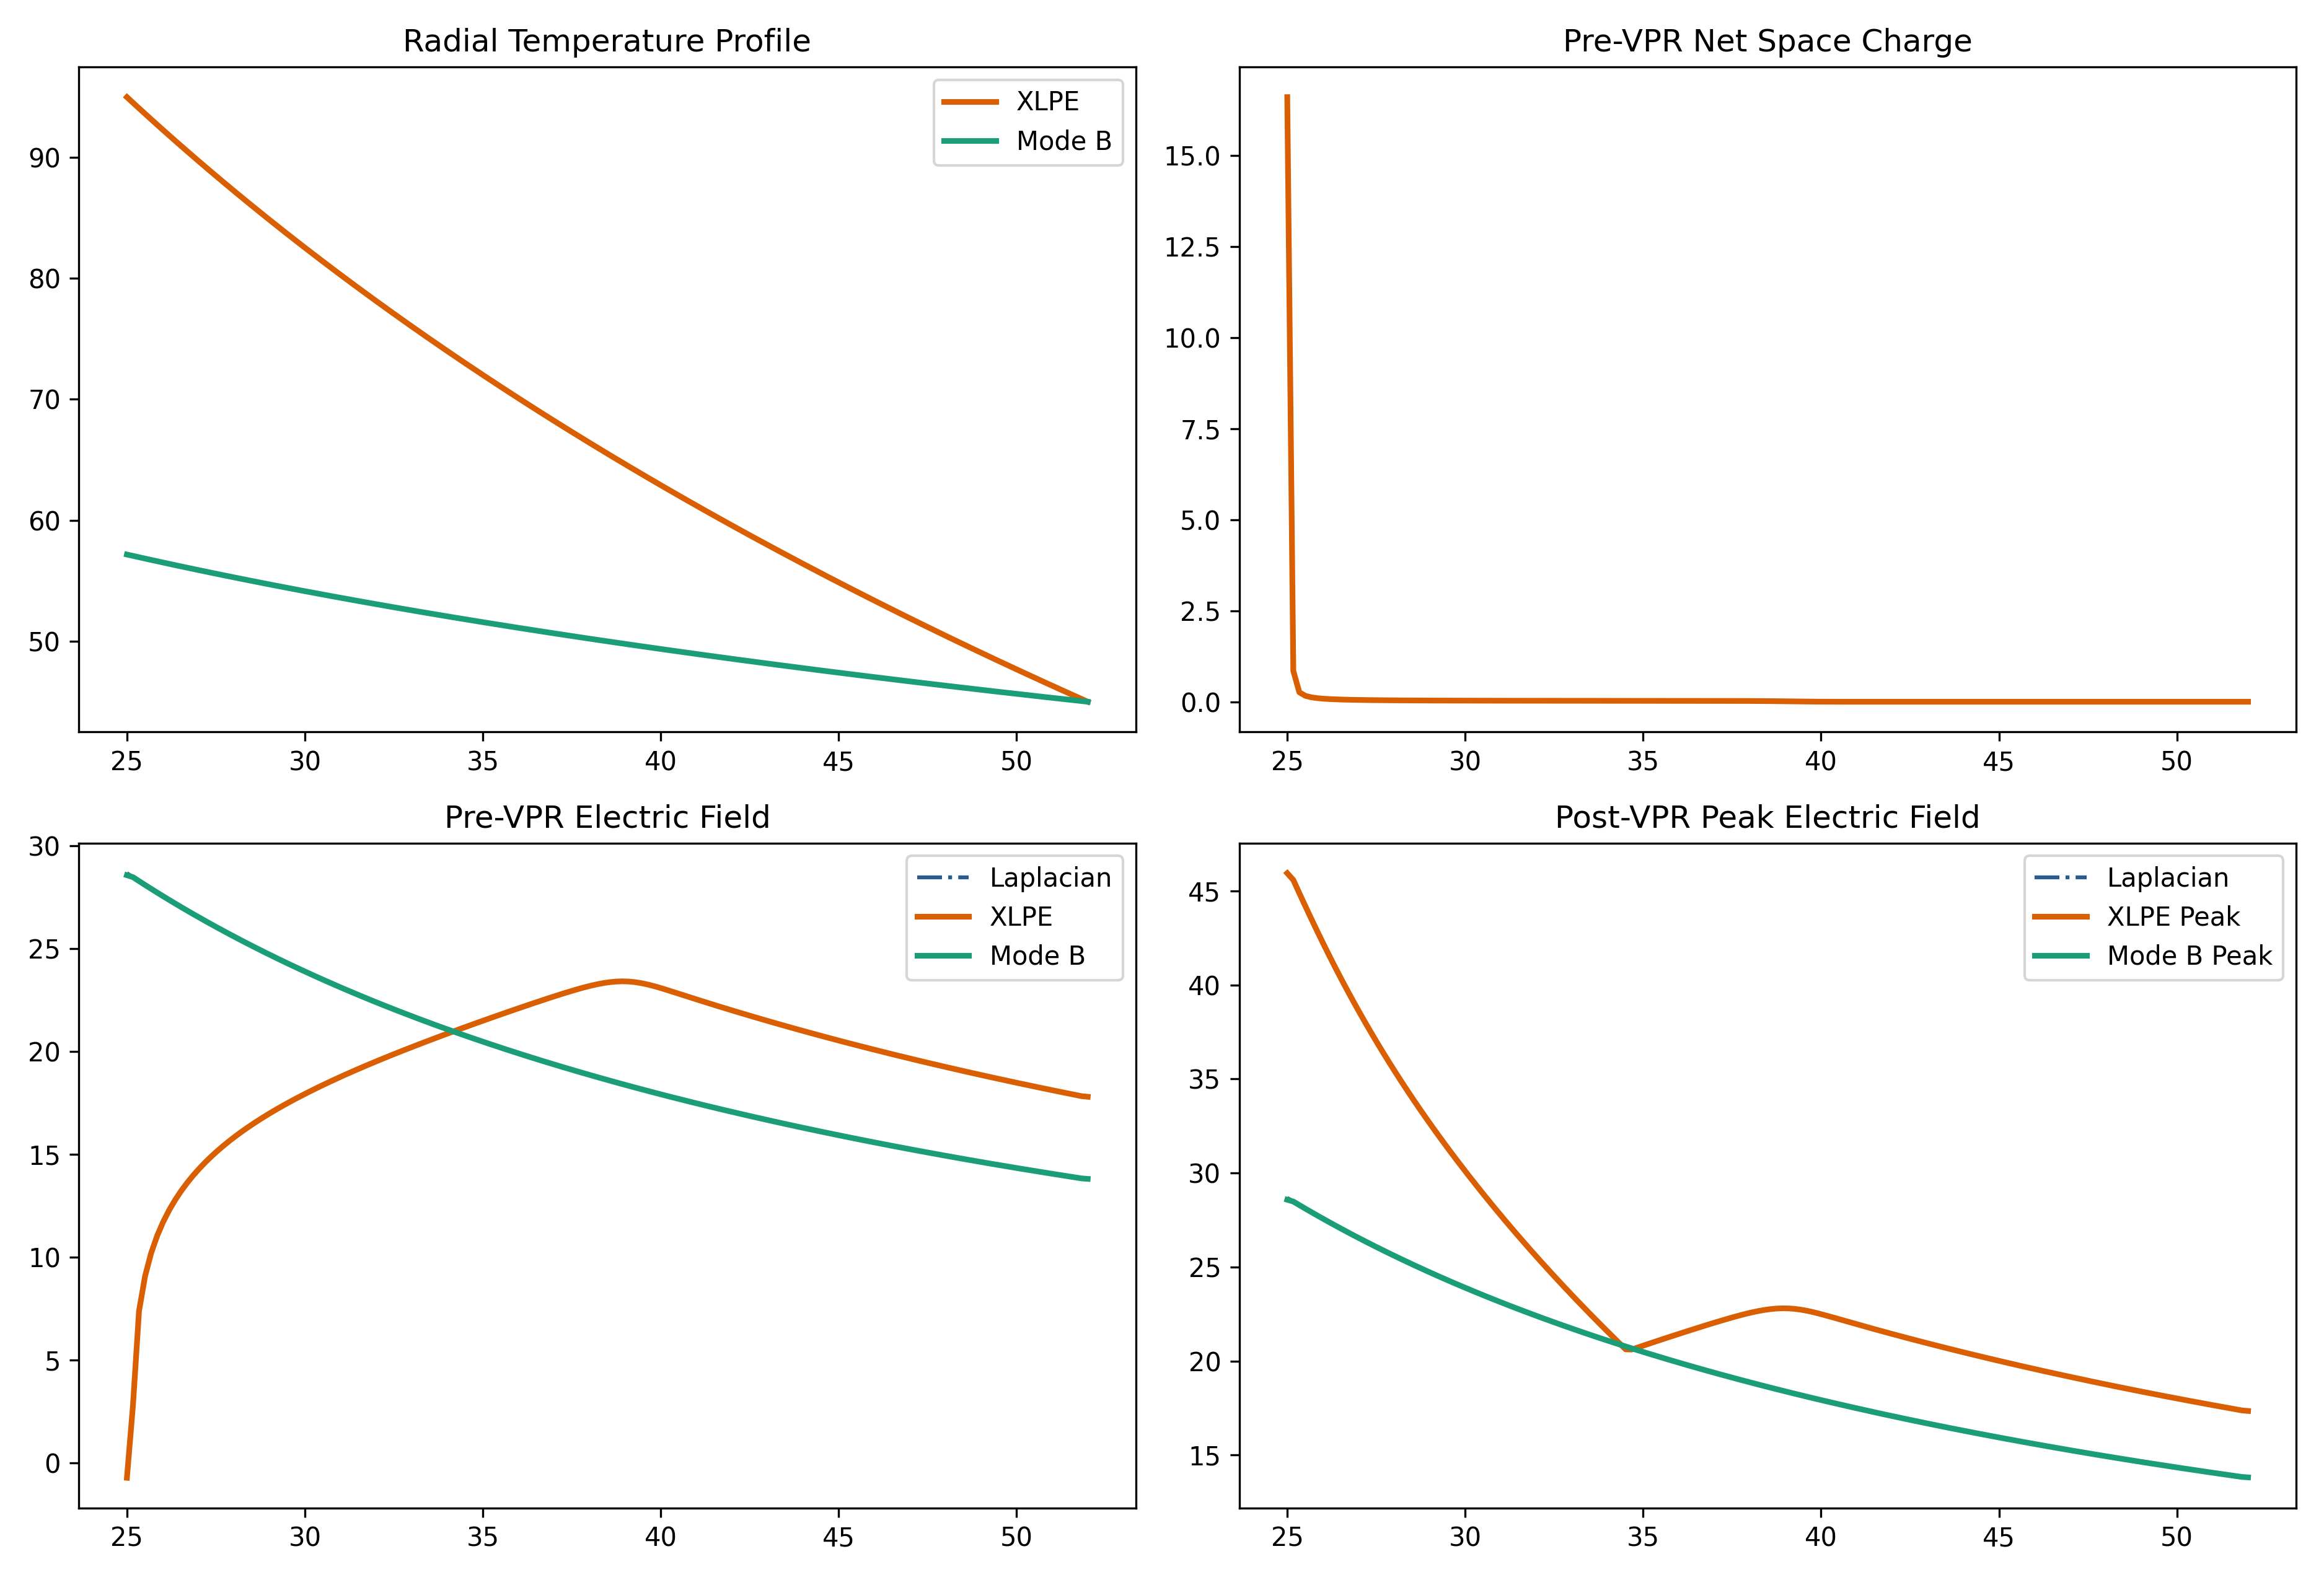 Radial Temperature Profile
XLPE
Mode B
90
80
70
60
50
25 30 35 40 45 50
Pre-VPR Net Space Charge
15.0
12.5
10.0
7.5
5.0
2.5
0.0
25 30 35 40 45 50
Pre-VPR Electric Field
Laplacian
XLPE
Mode B
30
25
20
15
10
5
0
25 30 35 40 45 50
Post-VPR Peak Electric Field
Laplacian
XLPE Peak
Mode B Peak
45
40
35
30
25
20
15
25 30 35 40 45 50